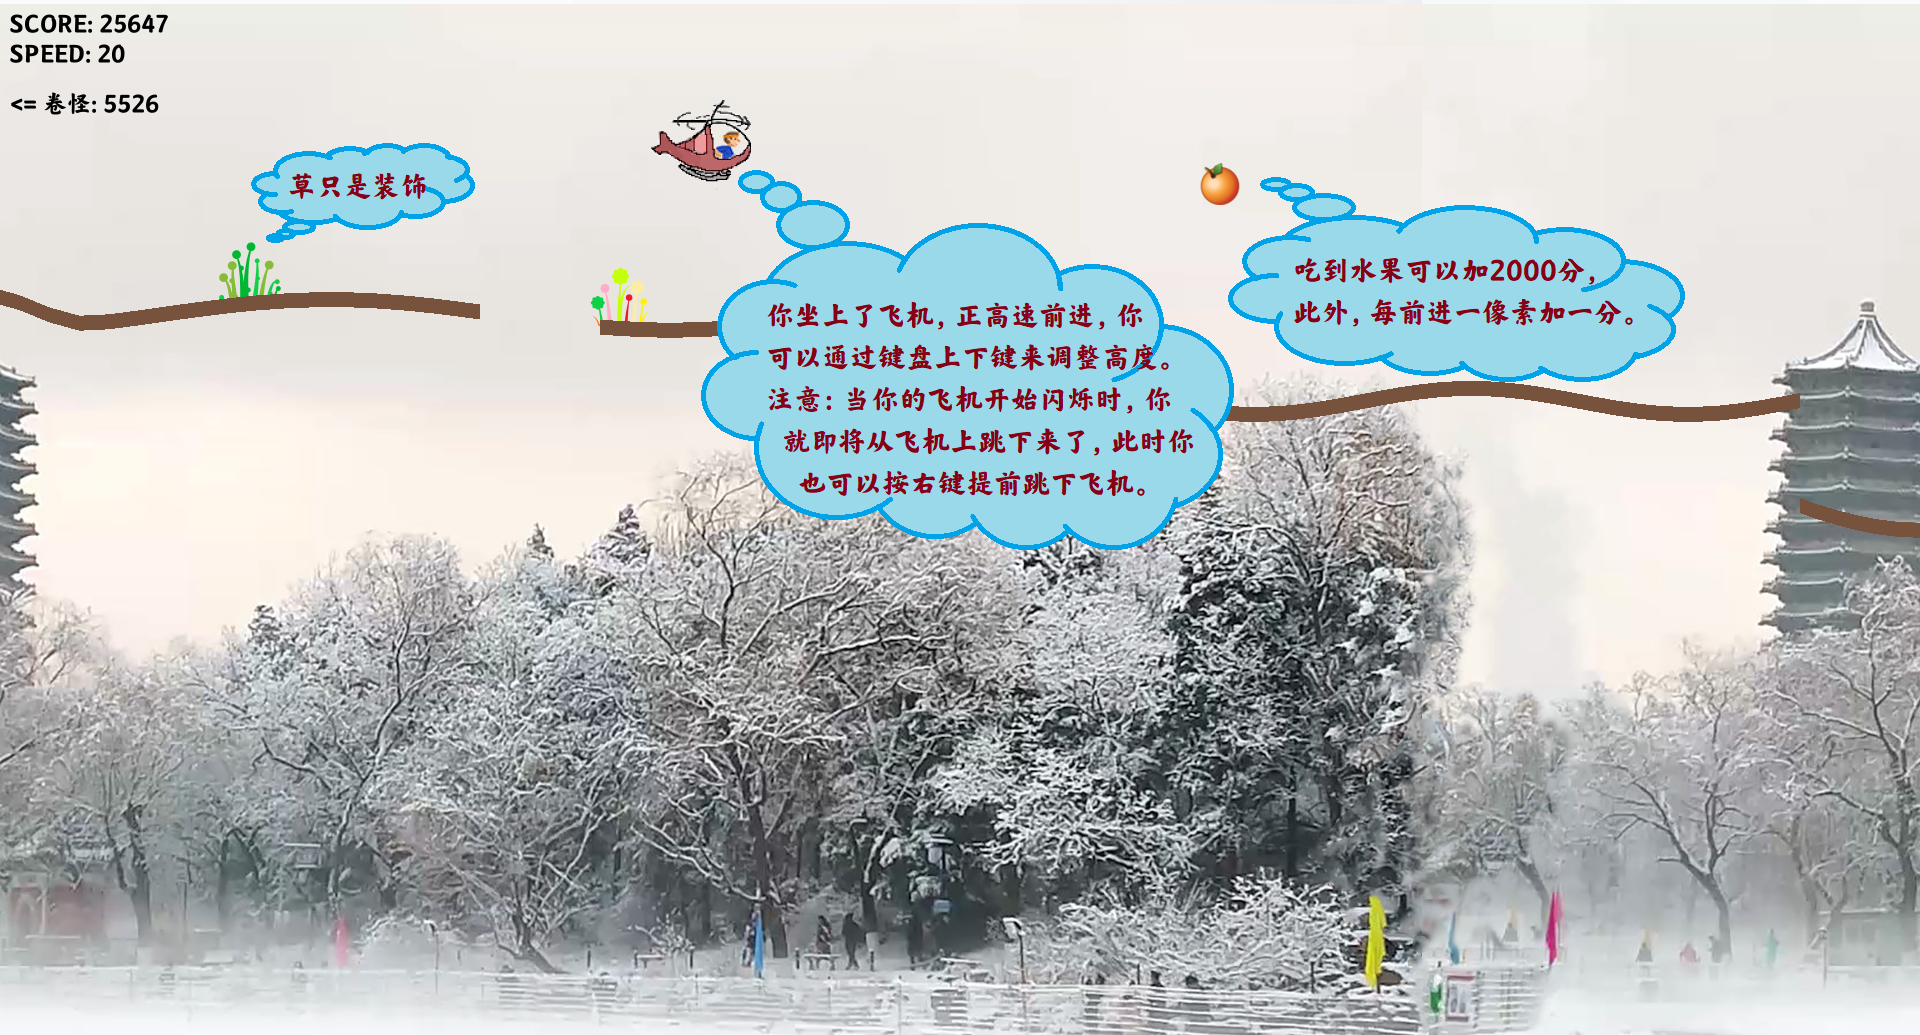 SCORE: 25647
SPEED: 20
<= 卷怪: 5526
草只是装饰
你坐上了飞机，正高速前进，你
可以通过键盘上下键来调整高度。
注意：当你的飞机开始闪烁时，你
就即将从飞机上跳下来了，此时你
也可以按右键提前跳下飞机。
吃到水果可以加2000分，
此外，每前进一像素加一分。